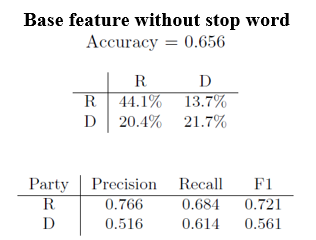 Base feature without stop word
Accuracy = 0.656
R D
R 44.1% 13.7%
D 20.4% 21.7%
Party Precision Recall F1
R 0.766 0.684 0.721
D 0.516 0.614 0.561